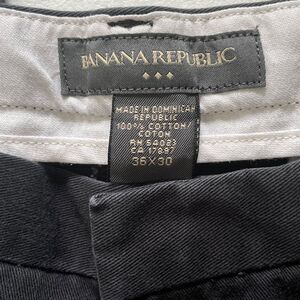 BANANA REPUBLIC
MADE IN DOMINICAN
REPUBLIC
100% COTTON/
COTON
RN 54023
CA 17897
36X30